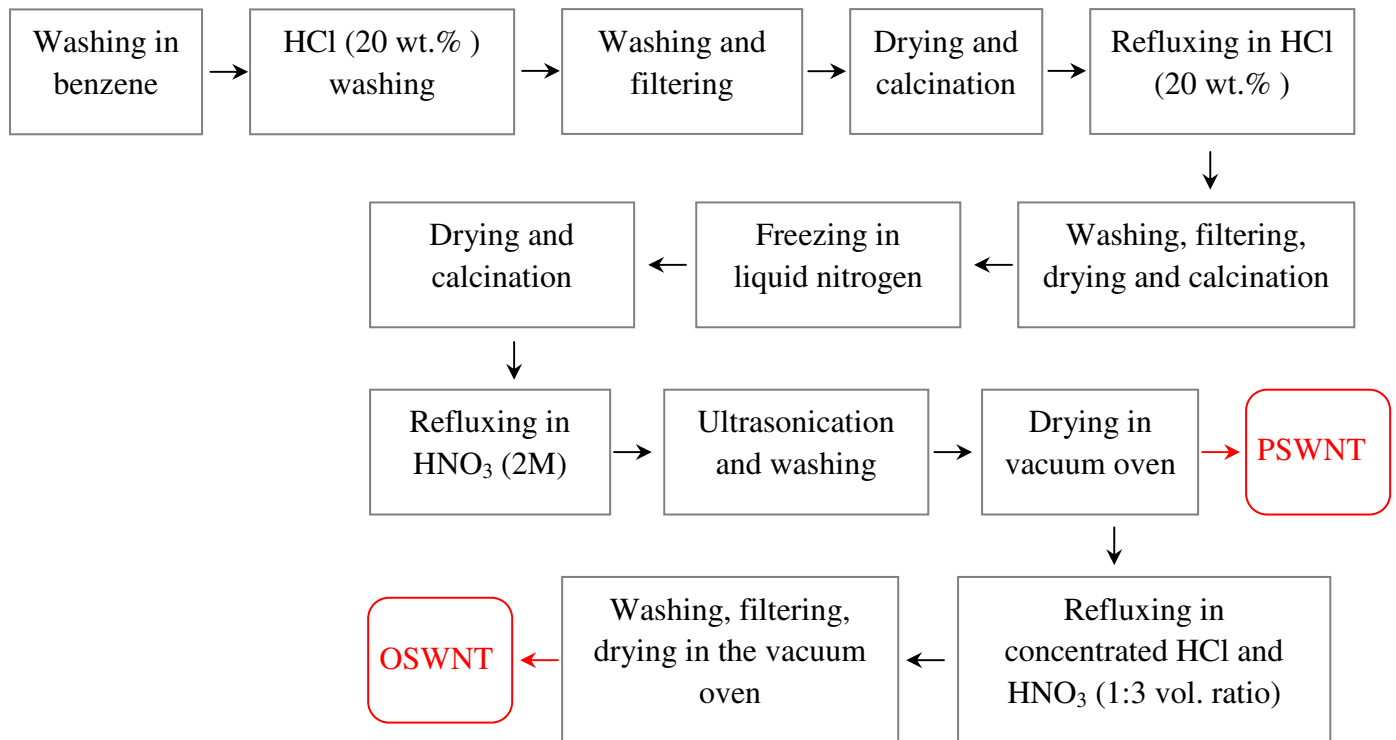 Washing in
benzene
HCl (20 wt.% )
washing
Washing and
filtering
Drying and
calcination
Refluxing in HCl
(20 wt.% )
Washing, filtering,
drying and calcination
Freezing in
liquid nitrogen
Drying and
calcination
Refluxing in
HNO₃ (2M)
Ultrasonication
and washing
Drying in
vacuum oven
PSWNT
Refluxing in
concentrated HCl and
HNO₃ (1:3 vol. ratio)
Washing, filtering,
drying in the vacuum
oven
OSWNT